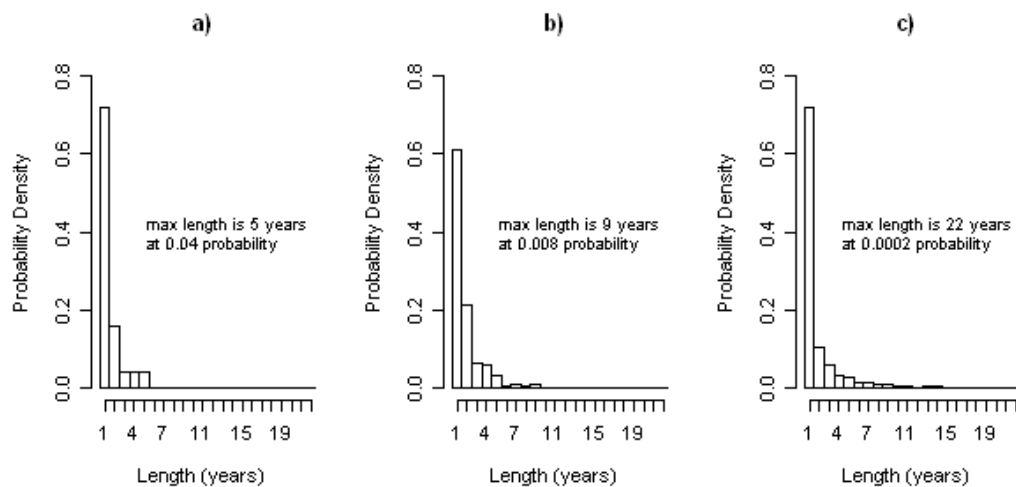 a)
Probability Density
0.8
0.6
0.4
0.2
0.0
max length is 5 years
at 0.04 probability
1 4 7 11 15 19
Length (years)
b)
Probability Density
0.8
0.6
0.4
0.2
0.0
max length is 9 years
at 0.008 probability
1 4 7 11 15 19
Length (years)
c)
Probability Density
0.8
0.6
0.4
0.2
0.0
max length is 22 years
at 0.0002 probability
1 4 7 11 15 19
Length (years)